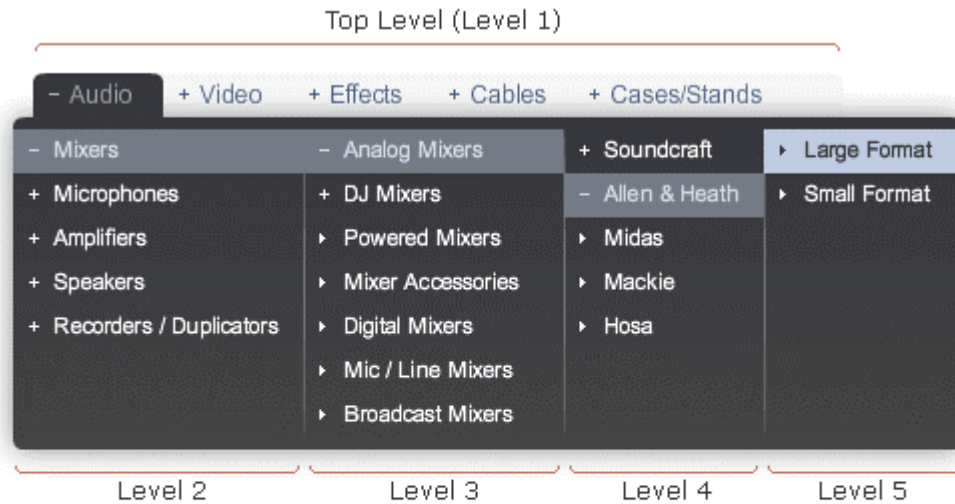 Top Level (Level 1)
− Audio + Video + Effects + Cables + Cases/Stands
− Mixers
+ Microphones
+ Amplifiers
+ Speakers
+ Recorders / Duplicators
− Analog Mixers
+ DJ Mixers
Powered Mixers
Mixer Accessories
Digital Mixers
Mic / Line Mixers
Broadcast Mixers
+ Soundcraft
− Allen & Heath
Midas
Mackie
Hosa
Large Format
Small Format
Level 2 Level 3 Level 4 Level 5